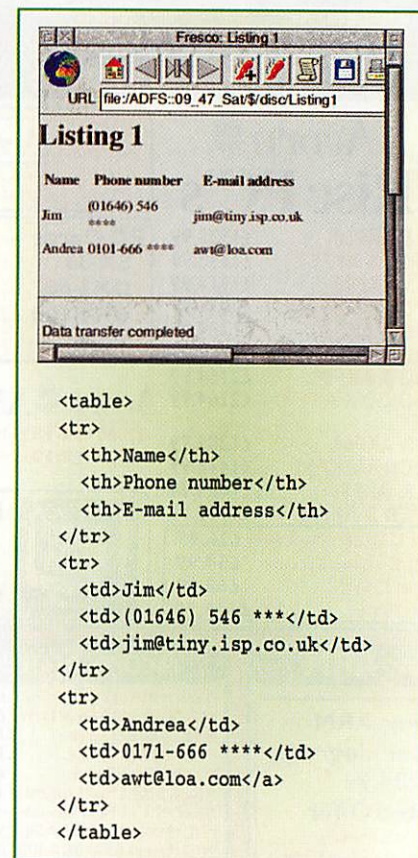 Fresco: Listing 1
URL file:/ADFS::09_47_Sat/$/disc/Listing1
Listing 1
Name Phone number E-mail address
(01646) 546
Jim **** jim@tiny.isp.co.uk
Andrea 0101-666 **** awt@loa.com
Data transfer completed
<table>
<tr>
<th>Name</th>
<th>Phone number</th>
<th>E-mail address</th>
</tr>
<tr>
<td>Jim</td>
<td>(01646) 546 ***</td>
<td>jim@tiny.isp.co.uk</td>
</tr>
<tr>
<td>Andrea</td>
<td>0171-666 ****</td>
<td>awt@loa.com</a>
</tr>
</table>